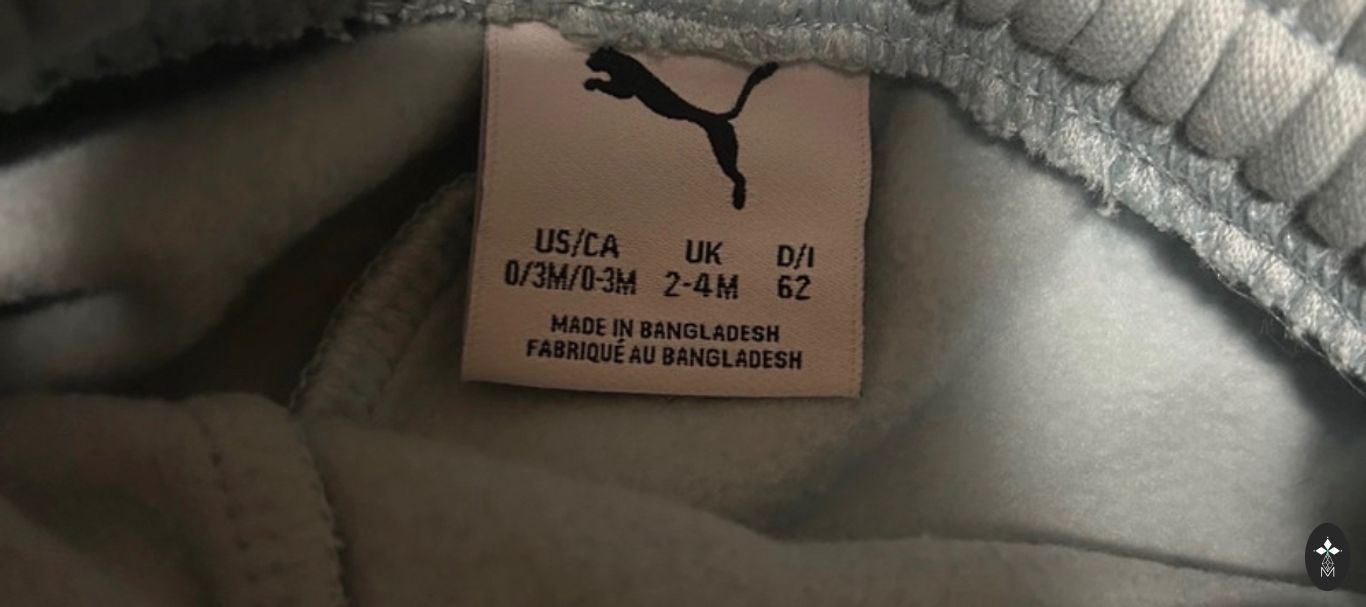 US/CA UK D/I
0/3M/0-3M 2-4M 62
MADE IN BANGLADESH
FABRIQUÉ AU BANGLADESH
M